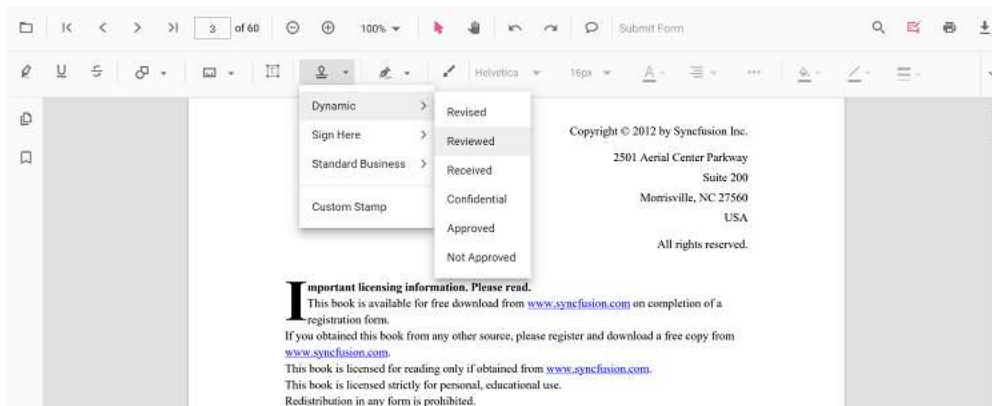 3 of 60 100% Submit Form
Helvetica 16px
Dynamic
Sign Here
Standard Business
Custom Stamp
Revised
Reviewed
Received
Confidential
Approved
Not Approved
Copyright © 2012 by Syncfusion Inc.
2501 Aerial Center Parkway
Suite 200
Morrisville, NC 27560
USA
All rights reserved.
Important licensing information. Please read.
This book is available for free download from www.syncfusion.com on completion of a
registration form.
If you obtained this book from any other source, please register and download a free copy from
www.syncfusion.com.
This book is licensed for reading only if obtained from www.syncfusion.com.
This book is licensed strictly for personal, educational use.
Redistribution in any form is prohibited.